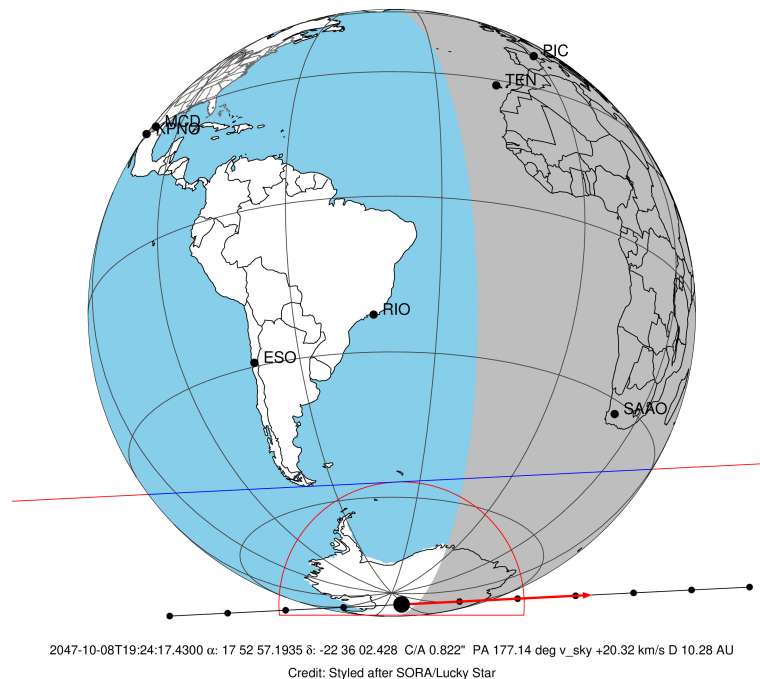 PIC
TEN
MCD
KPNO
RIO
ESO
SAAO
2047-10-08T19:24:17.4300 α: 17 52 57.1935 δ: -22 36 02.428 C/A 0.822" PA 177.14 deg v_sky +20.32 km/s D 10.28 AU
Credit: Styled after SORA/Lucky Star